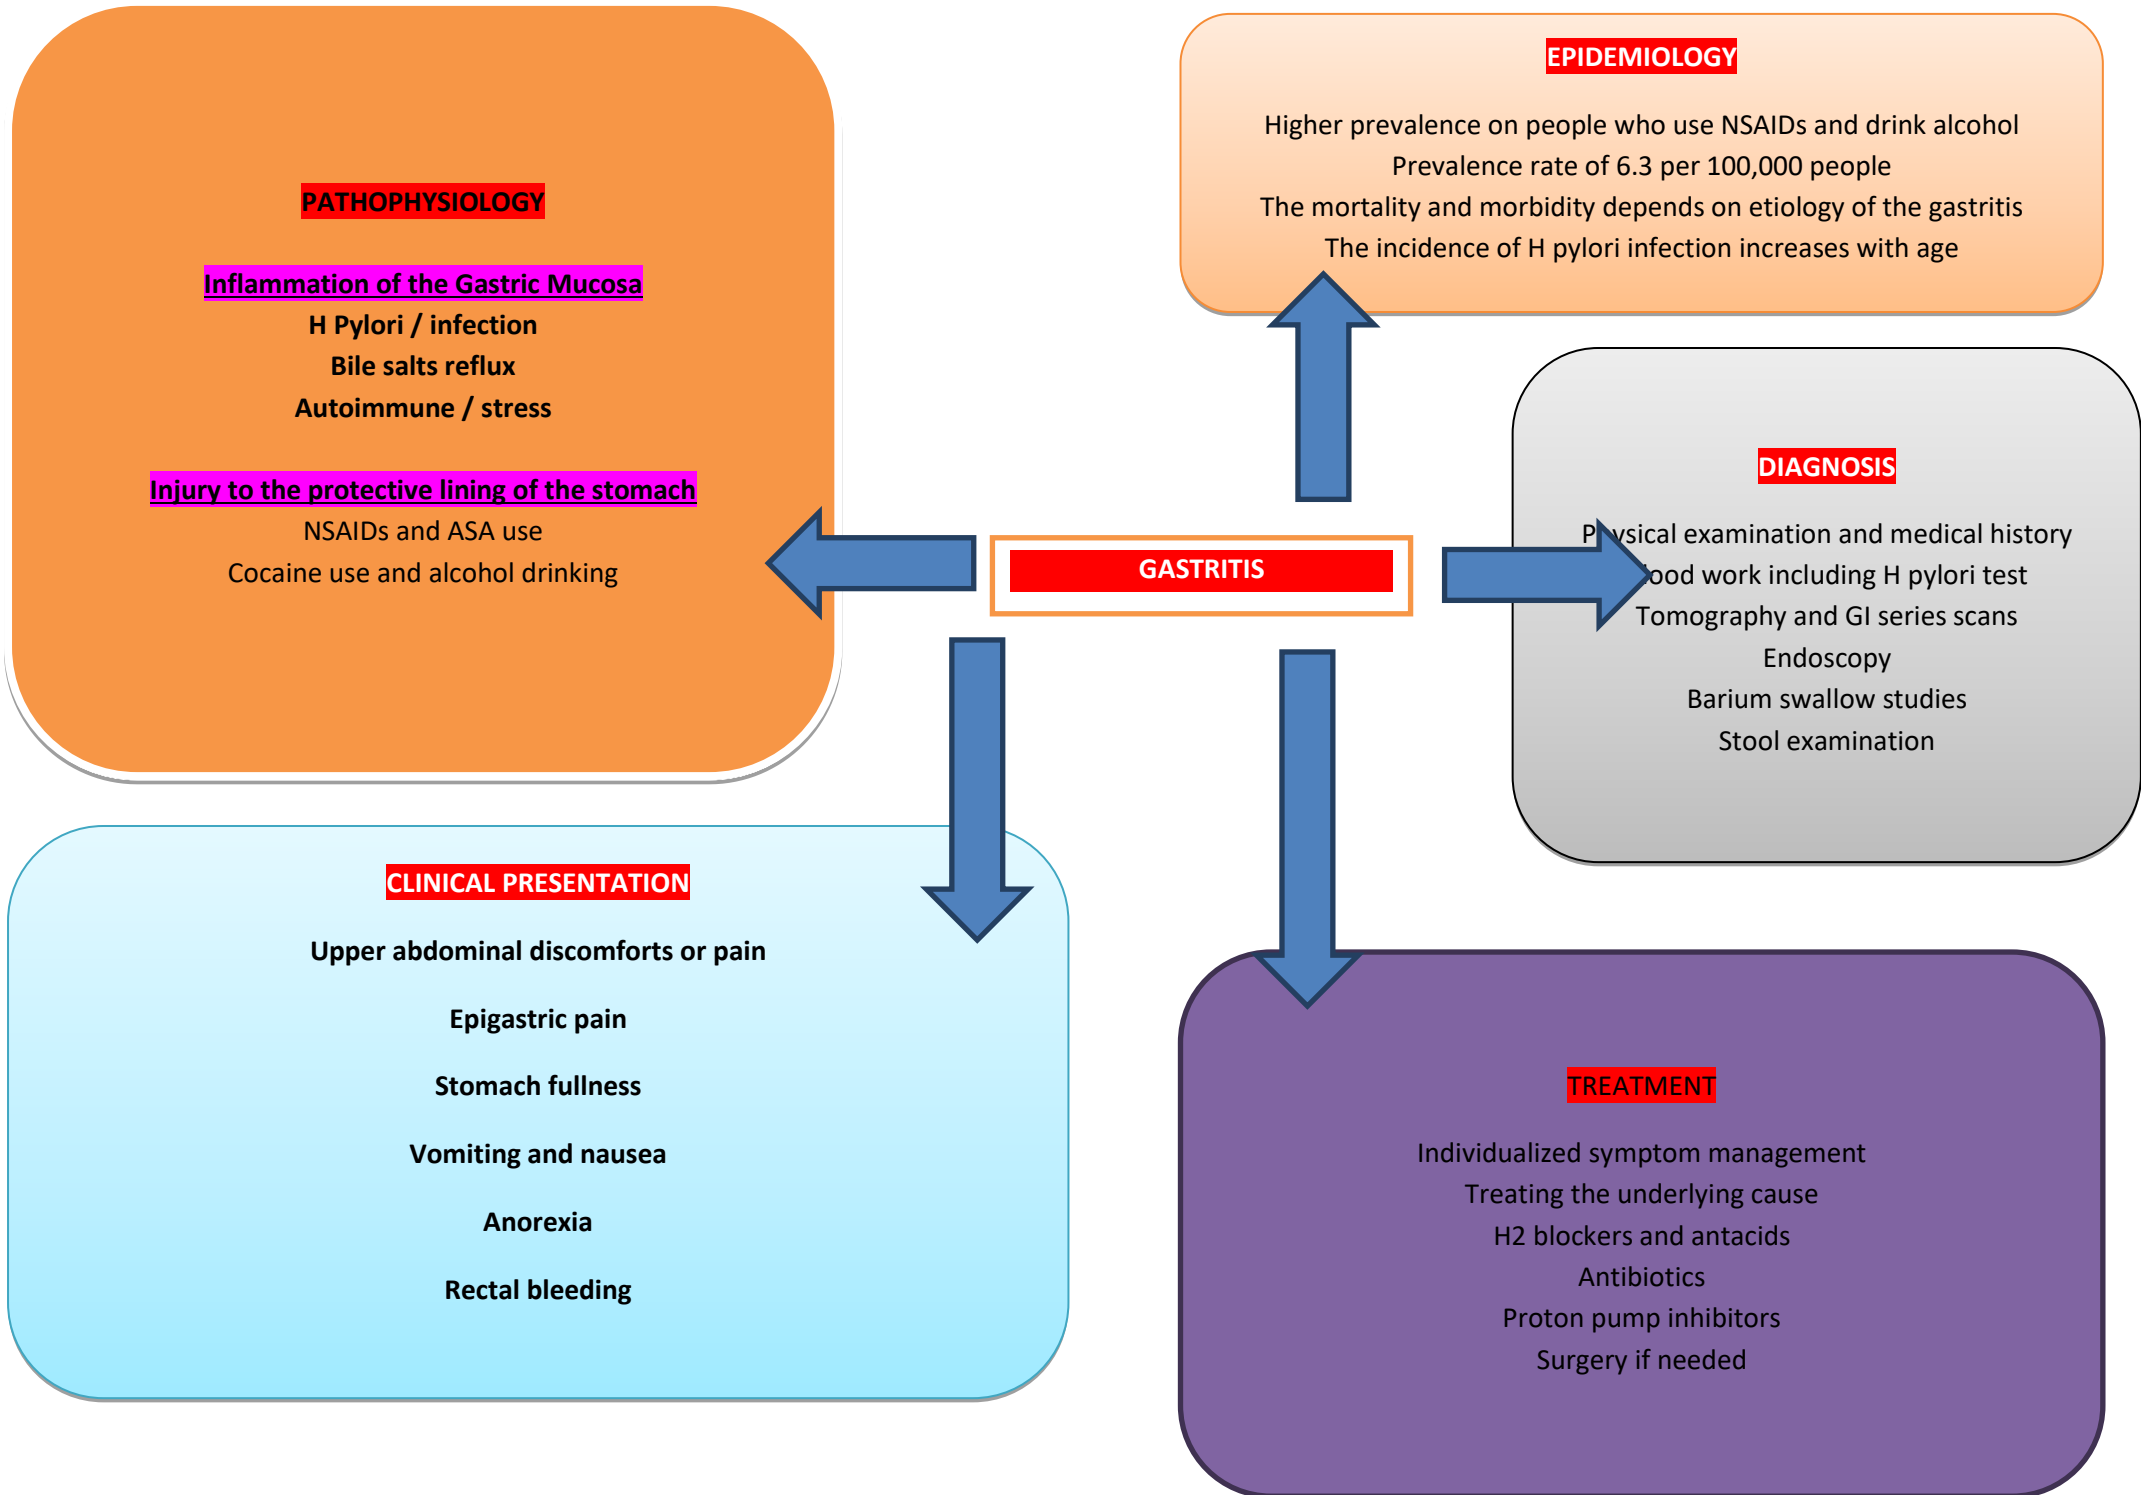 PATHOPHYSIOLOGY
Inflammation of the Gastric Mucosa
H Pylori / infection
Bile salts reflux
Autoimmune / stress
Injury to the protective lining of the stomach
NSAIDs and ASA use
Cocaine use and alcohol drinking
EPIDEMIOLOGY
Higher prevalence on people who use NSAIDs and drink alcohol
Prevalence rate of 6.3 per 100,000 people
The mortality and morbidity depends on etiology of the gastritis
The incidence of H pylori infection increases with age
GASTRITIS
DIAGNOSIS
Physical examination and medical history
Blood work including H pylori test
Tomography and GI series scans
Endoscopy
Barium swallow studies
Stool examination
CLINICAL PRESENTATION
Upper abdominal discomforts or pain
Epigastric pain
Stomach fullness
Vomiting and nausea
Anorexia
Rectal bleeding
TREATMENT
Individualized symptom management
Treating the underlying cause
H2 blockers and antacids
Antibiotics
Proton pump inhibitors
Surgery if needed